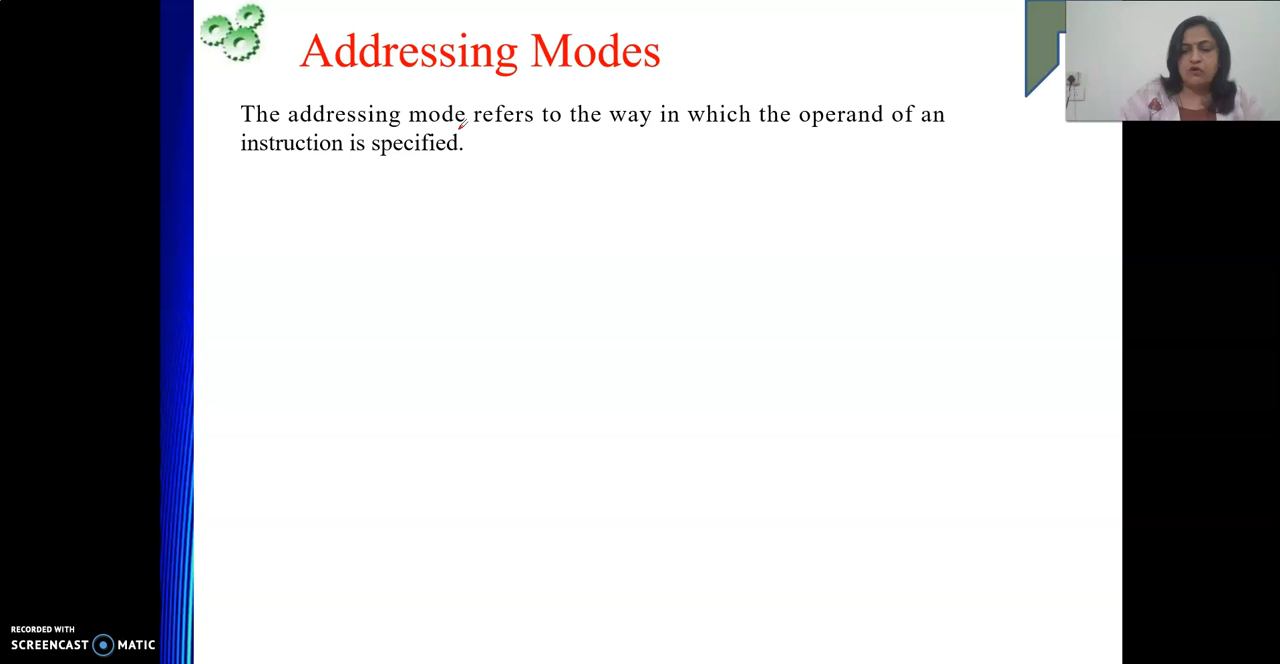 Addressing Modes
The addressing mode refers to the way in which the operand of an
instruction is specified.
RECORDED WITH
SCREENCAST MATIC